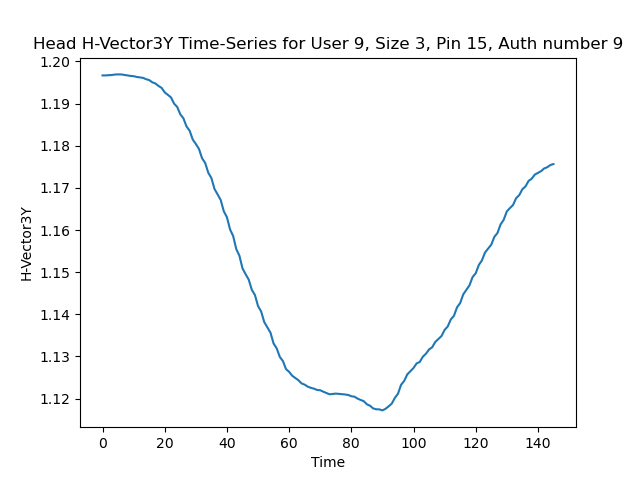 Head H-Vector3Y Time-Series for User 9, Size 3, Pin 15, Auth number 9
1.20
1.19
1.18
1.17
1.16
1.15
1.14
1.13
1.12
H-Vector3Y
0 20 40 60 80 100 120 140
Time